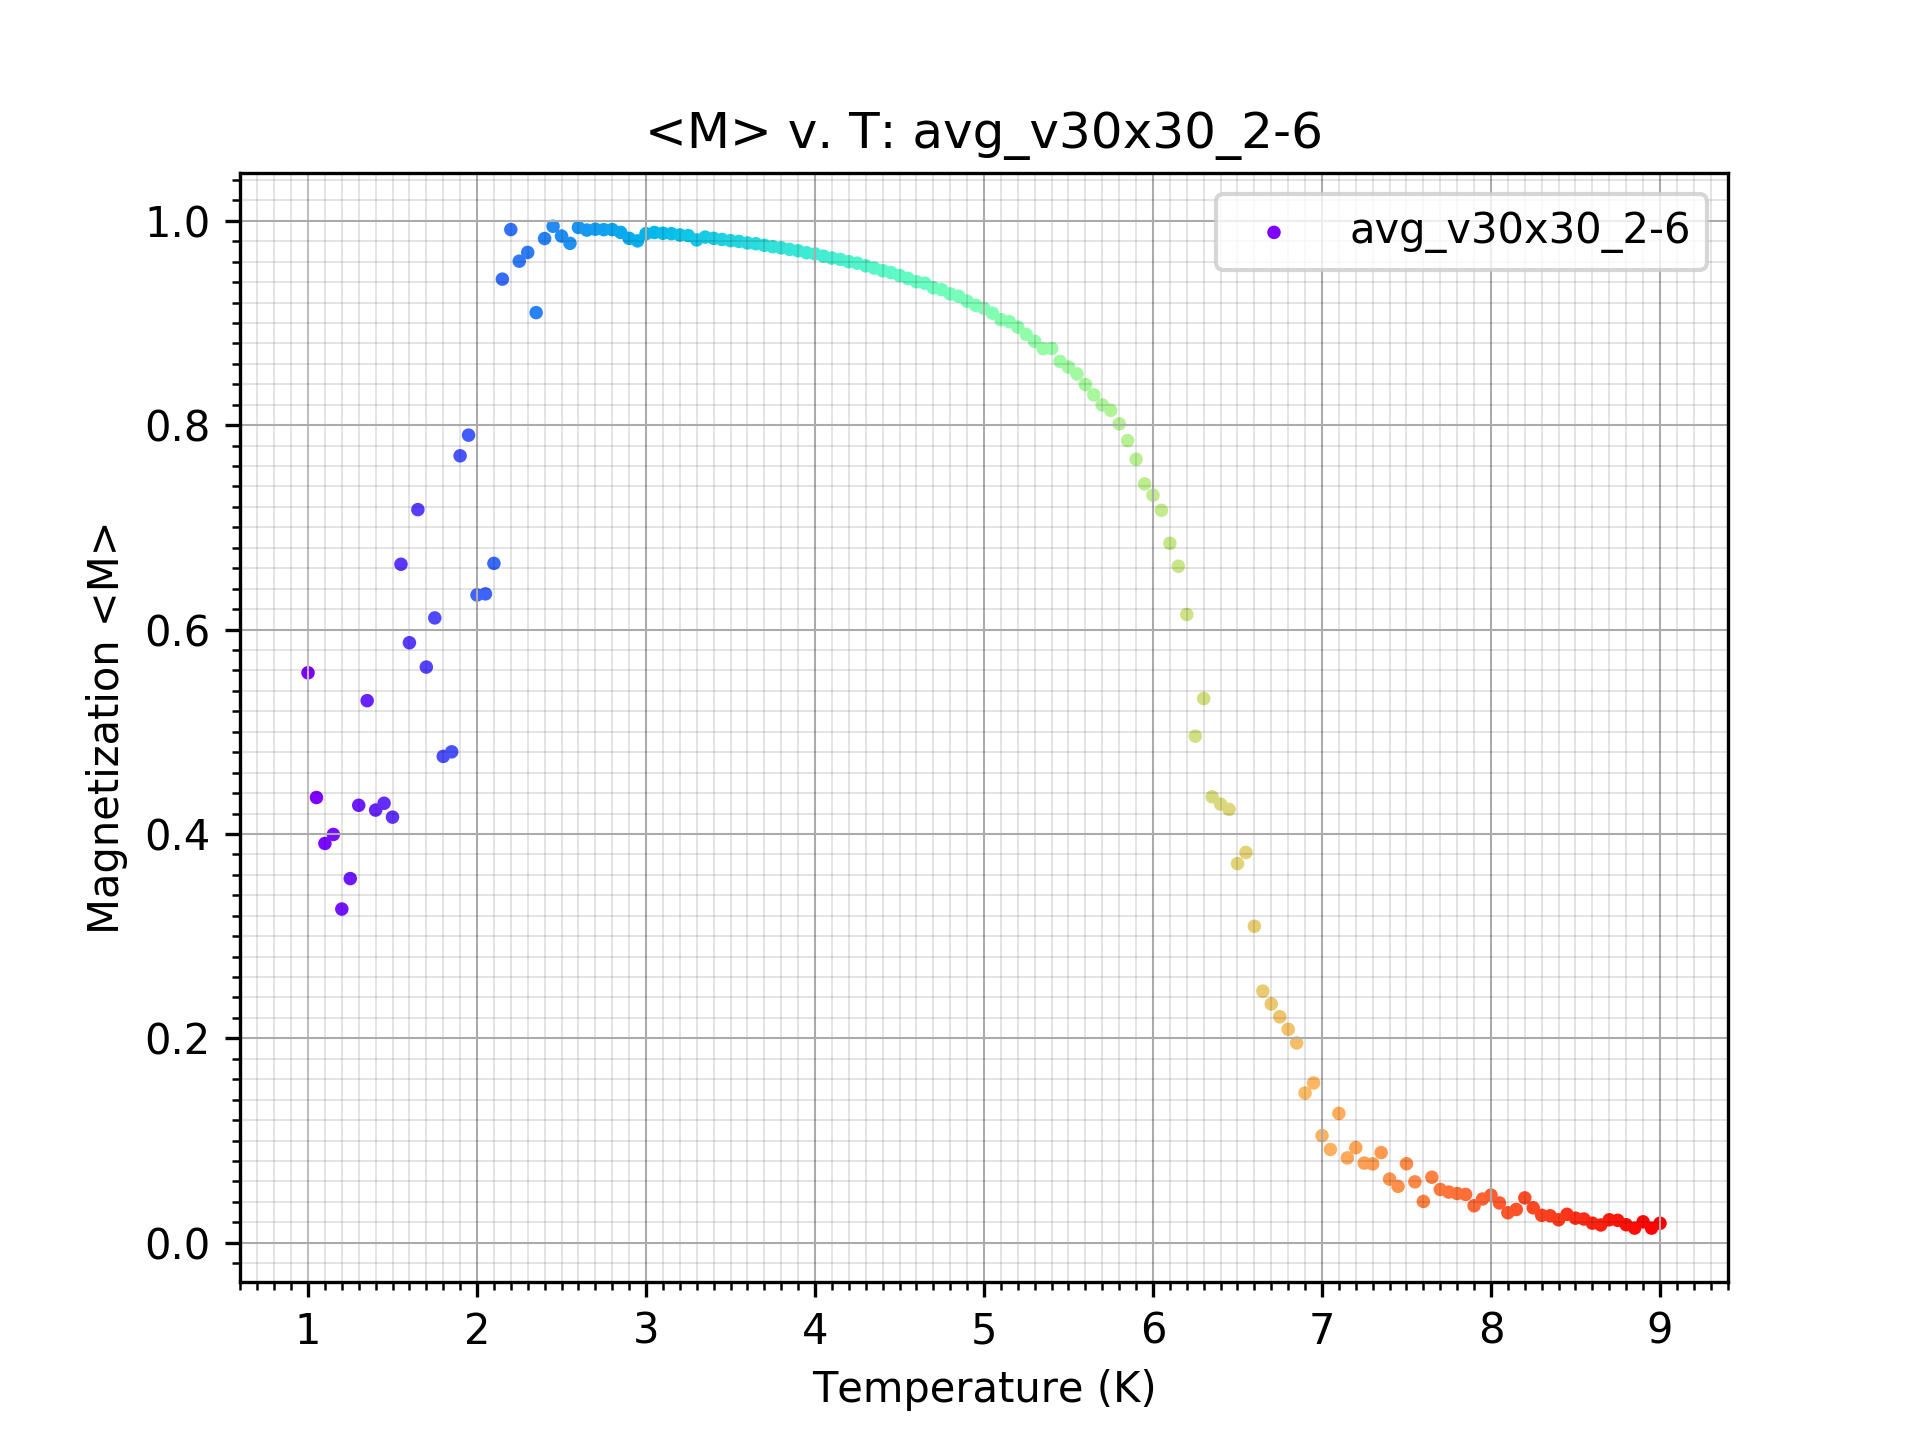 <M> v. T: avg_v30x30_2-6
avg_v30x30_2-6
Magnetization <M>
1.0
0.8
0.6
0.4
0.2
0.0
1 2 3 4 5 6 7 8 9
Temperature (K)